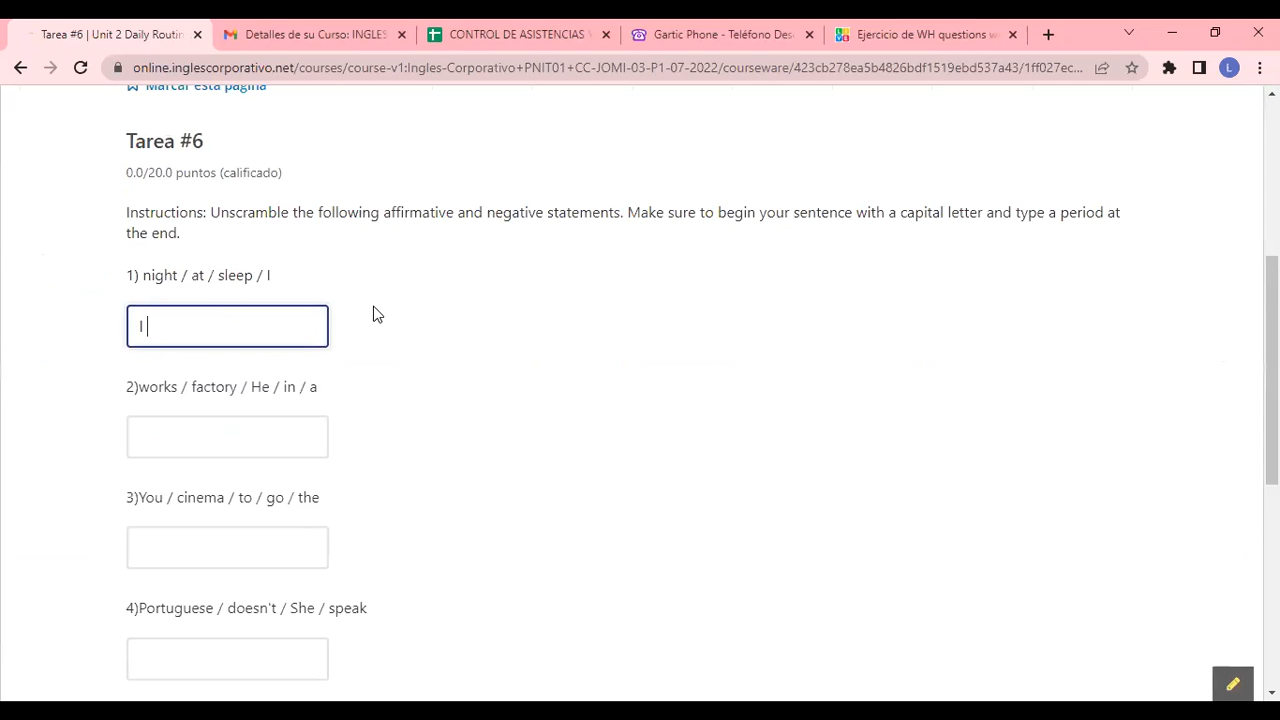 Tarea #6 | Unit 2 Daily Routin
Detalles de su Curso: INGLES
CONTROL DE ASISTENCIAS
Gartic Phone - Teléfono Des
Ejercicio de WH questions w
online.inglescorporativo.net/courses/course-v1:Ingles-Corporativo+PNIT01+CC-JOMI-03-P1-07-2022/courseware/423cb278ea5b4826bdf1519ebd537a43/1ff027ec...
L
Marcar esta página
Tarea #6
0.0/20.0 puntos (calificado)
Instructions: Unscramble the following affirmative and negative statements. Make sure to begin your sentence with a capital letter and type a period at
the end.
1) night / at / sleep / I
I
2)works / factory / He / in / a
3)You / cinema / to / go / the
4)Portuguese / doesn't / She / speak